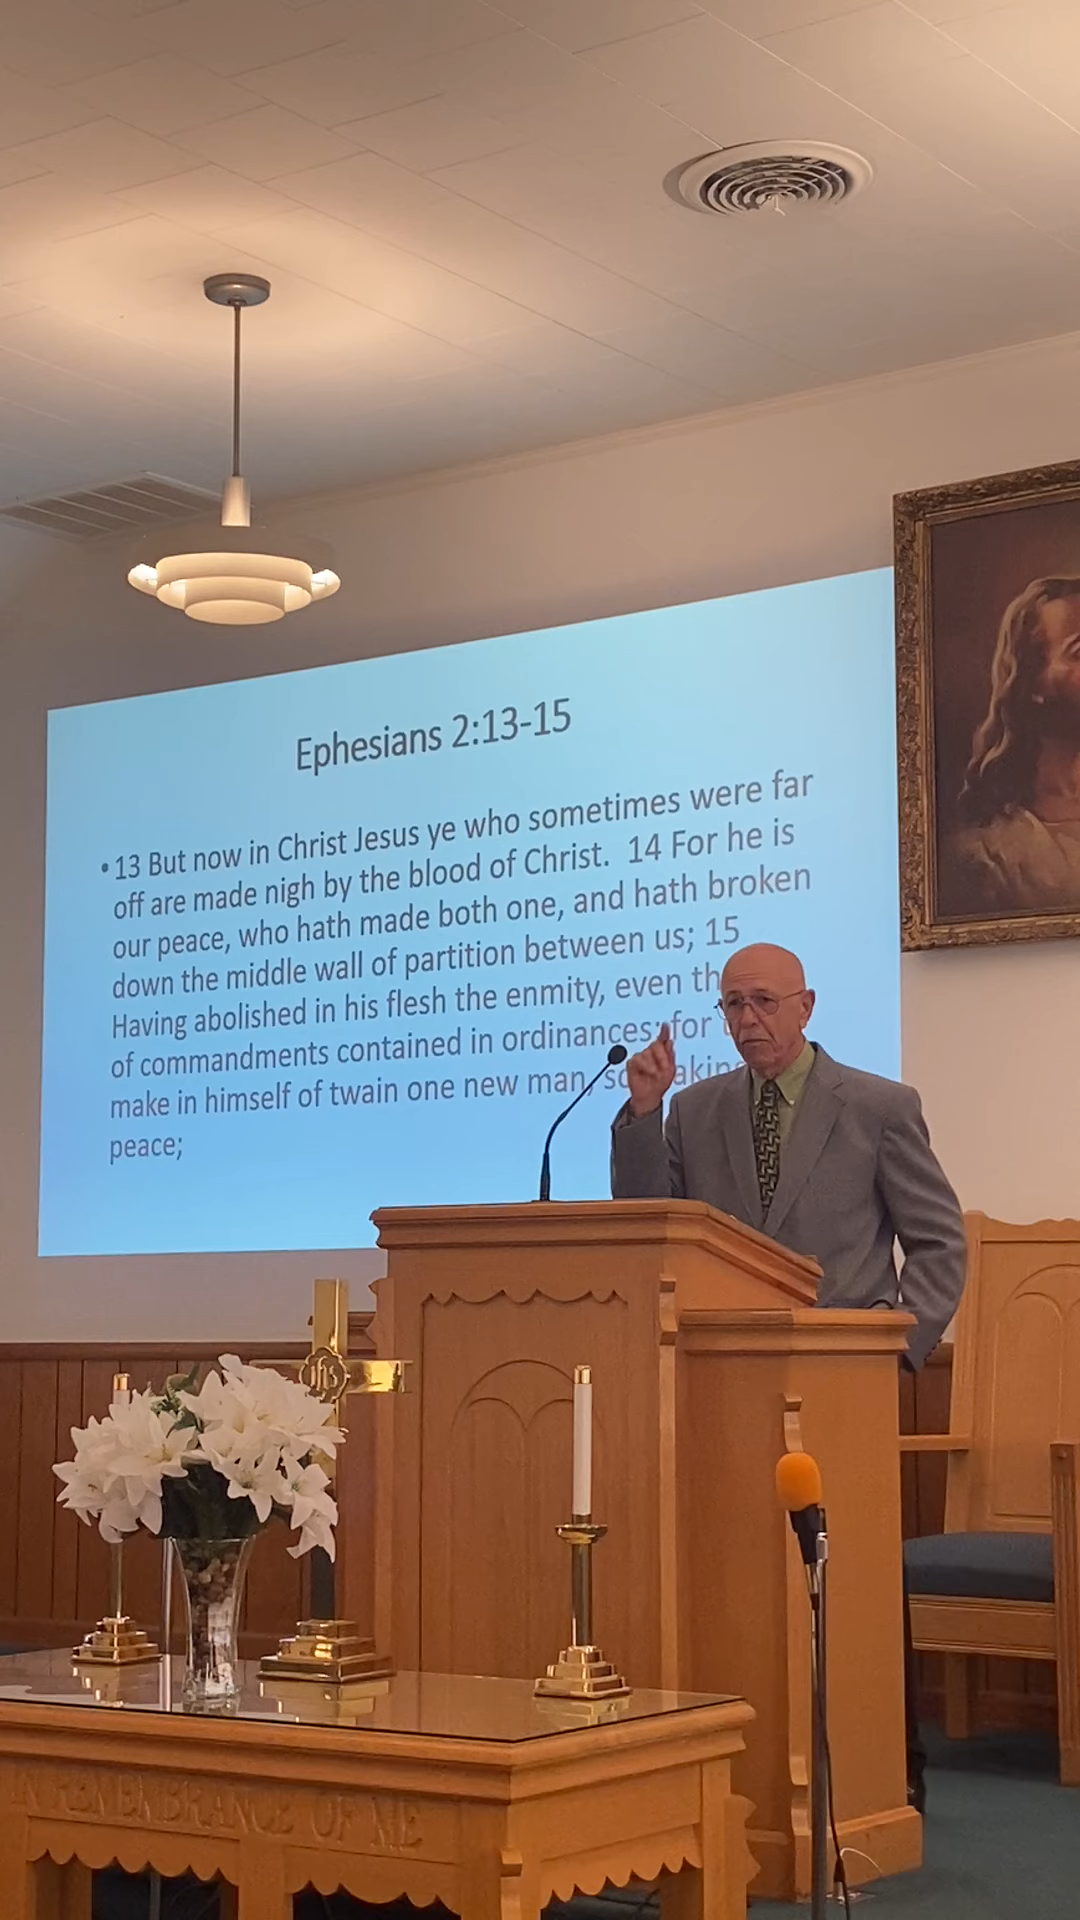 Ephesians 2:13-15
• 13 But now in Christ Jesus ye who sometimes were far
off are made nigh by the blood of Christ. 14 For he is
our peace, who hath made both one, and hath broken
down the middle wall of partition between us; 15
Having abolished in his flesh the enmity, even th
of commandments contained in ordinances; for
make in himself of twain one new man, so akin
peace;
ihs
IN REMEMBRANCE OF ME